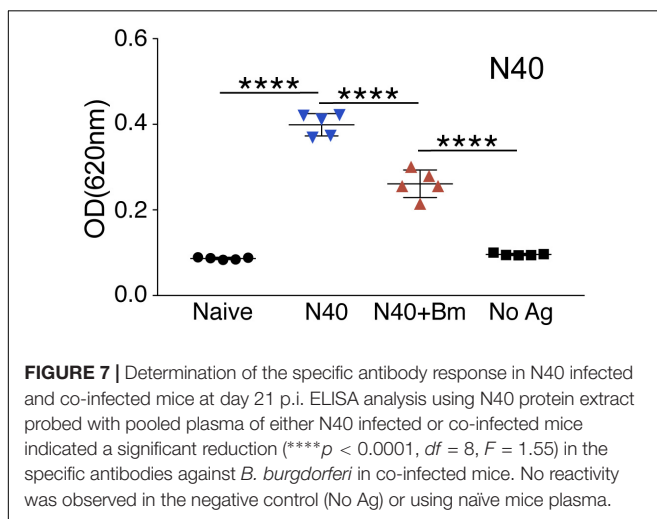 0.6
N40
****
****
0.4
****
OD(620nm)
0.2
0.0
Naive N40 N40+Bm No Ag
FIGURE 7 | Determination of the specific antibody response in N40 infected
and co-infected mice at day 21 p.i. ELISA analysis using N40 protein extract
probed with pooled plasma of either N40 infected or co-infected mice
indicated a significant reduction (****p < 0.0001, df = 8, F = 1.55) in the
specific antibodies against B. burgdorferi in co-infected mice. No reactivity
was observed in the negative control (No Ag) or using naïve mice plasma.